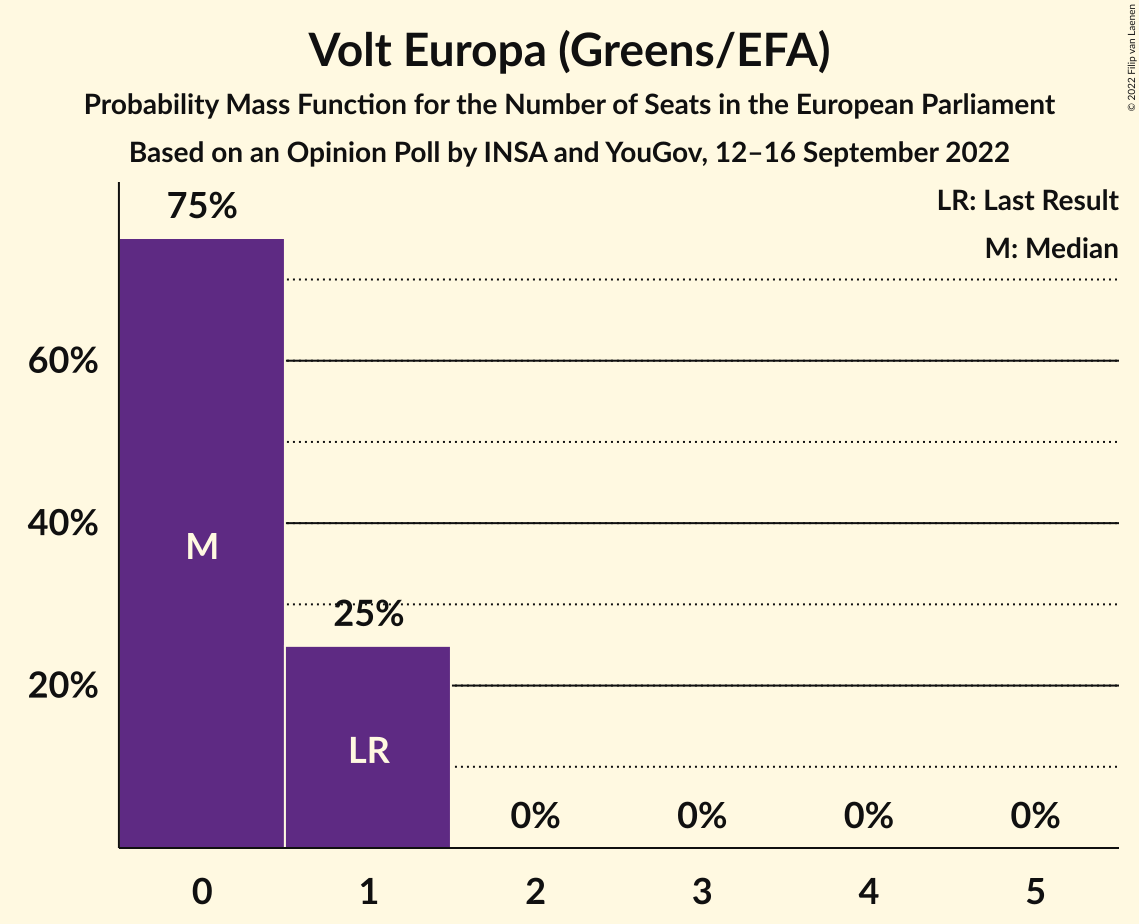 Volt Europa (Greens/EFA)
Probability Mass Function for the Number of Seats in the European Parliament
Based on an Opinion Poll by INSA and YouGov, 12–16 September 2022
© 2022 Filip van Laenen
LR: Last Result
M: Median
75%
60%
40%
M
25%
20%
LR
0% 0% 0% 0%
0 1 2 3 4 5